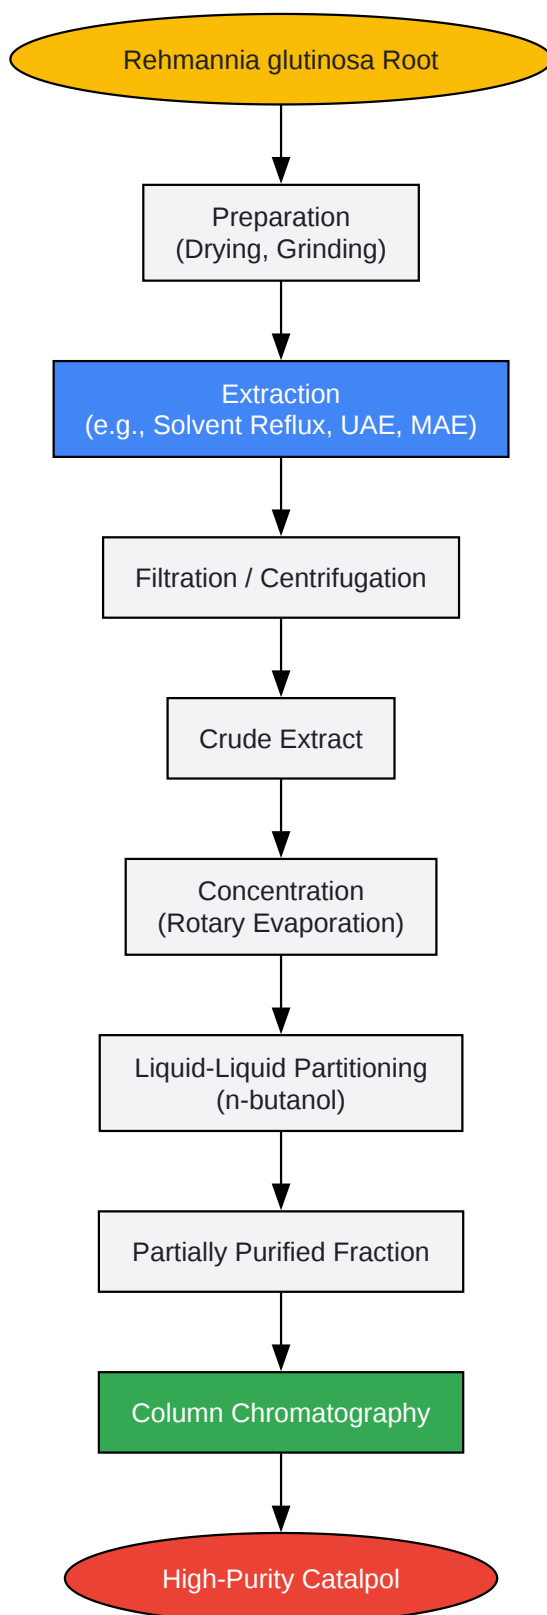 Rehmannia glutinosa Root
Preparation
(Drying, Grinding)
Extraction
(e.g., Solvent Reflux, UAE, MAE)
Filtration / Centrifugation
Crude Extract
Concentration
(Rotary Evaporation)
Liquid-Liquid Partitioning
(n-butanol)
Partially Purified Fraction
Column Chromatography
High-Purity Catalpol